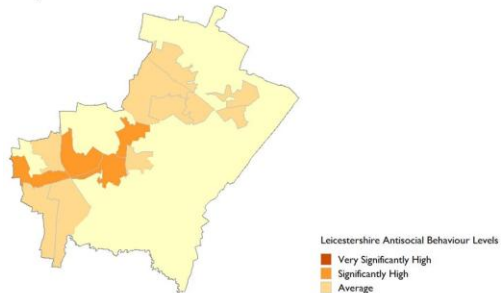 Leicestershire Antisocial Behaviour Levels
Very Significantly High
Significantly High
Average